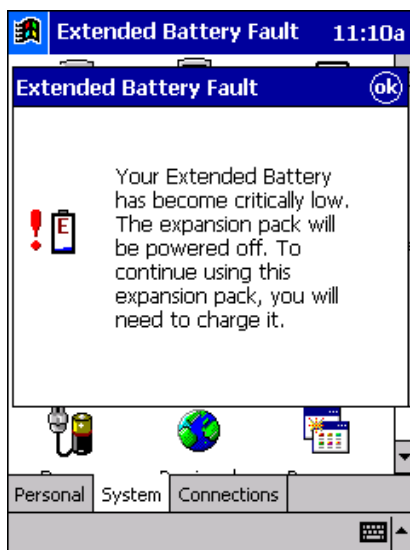 Extended Battery Fault 11:10a
Extended Battery Fault ok
Your Extended Battery
has become critically low.
The expansion pack will
be powered off. To
continue using this
expansion pack, you will
need to charge it.
E
Personal System Connections